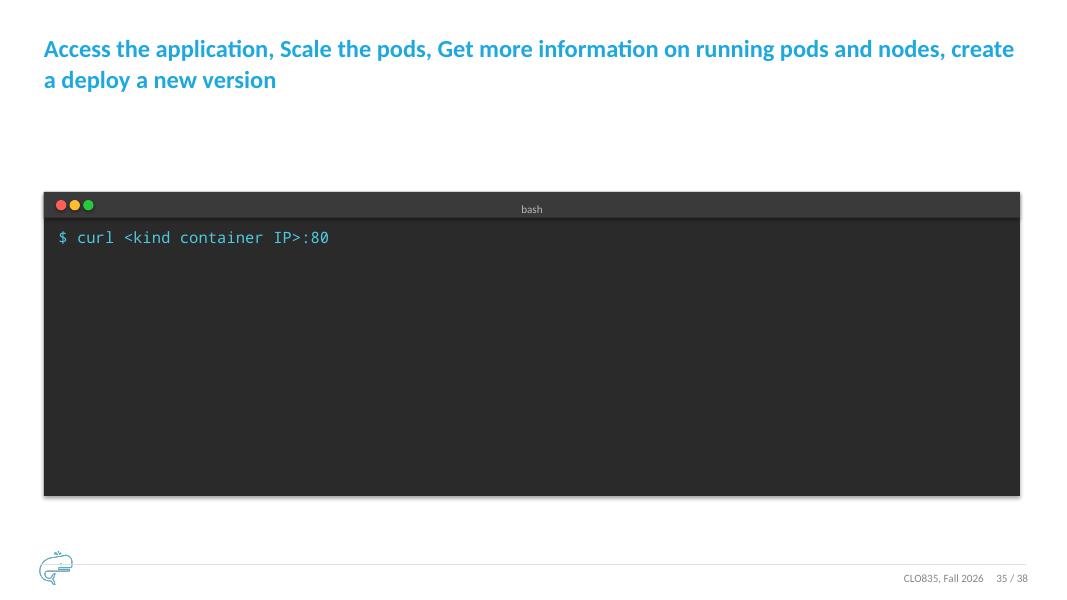 Access the application, Scale the pods, Get more information on running pods and nodes, create
a deploy a new version
bash
$ curl <kind container IP>:80
CLO835, Fall 2026 35 / 38